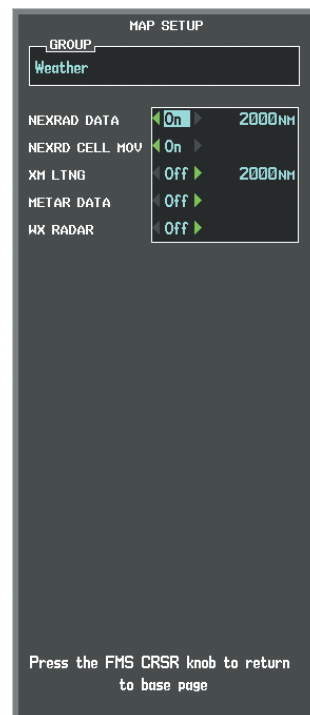 MAP SETUP
GROUP
Weather
NEXRAD DATA On 2000NM
NEXRD CELL MOV On
XM LTNG Off 2000NM
METAR DATA Off
WX RADAR Off
Press the FMS CRSR knob to return
to base page